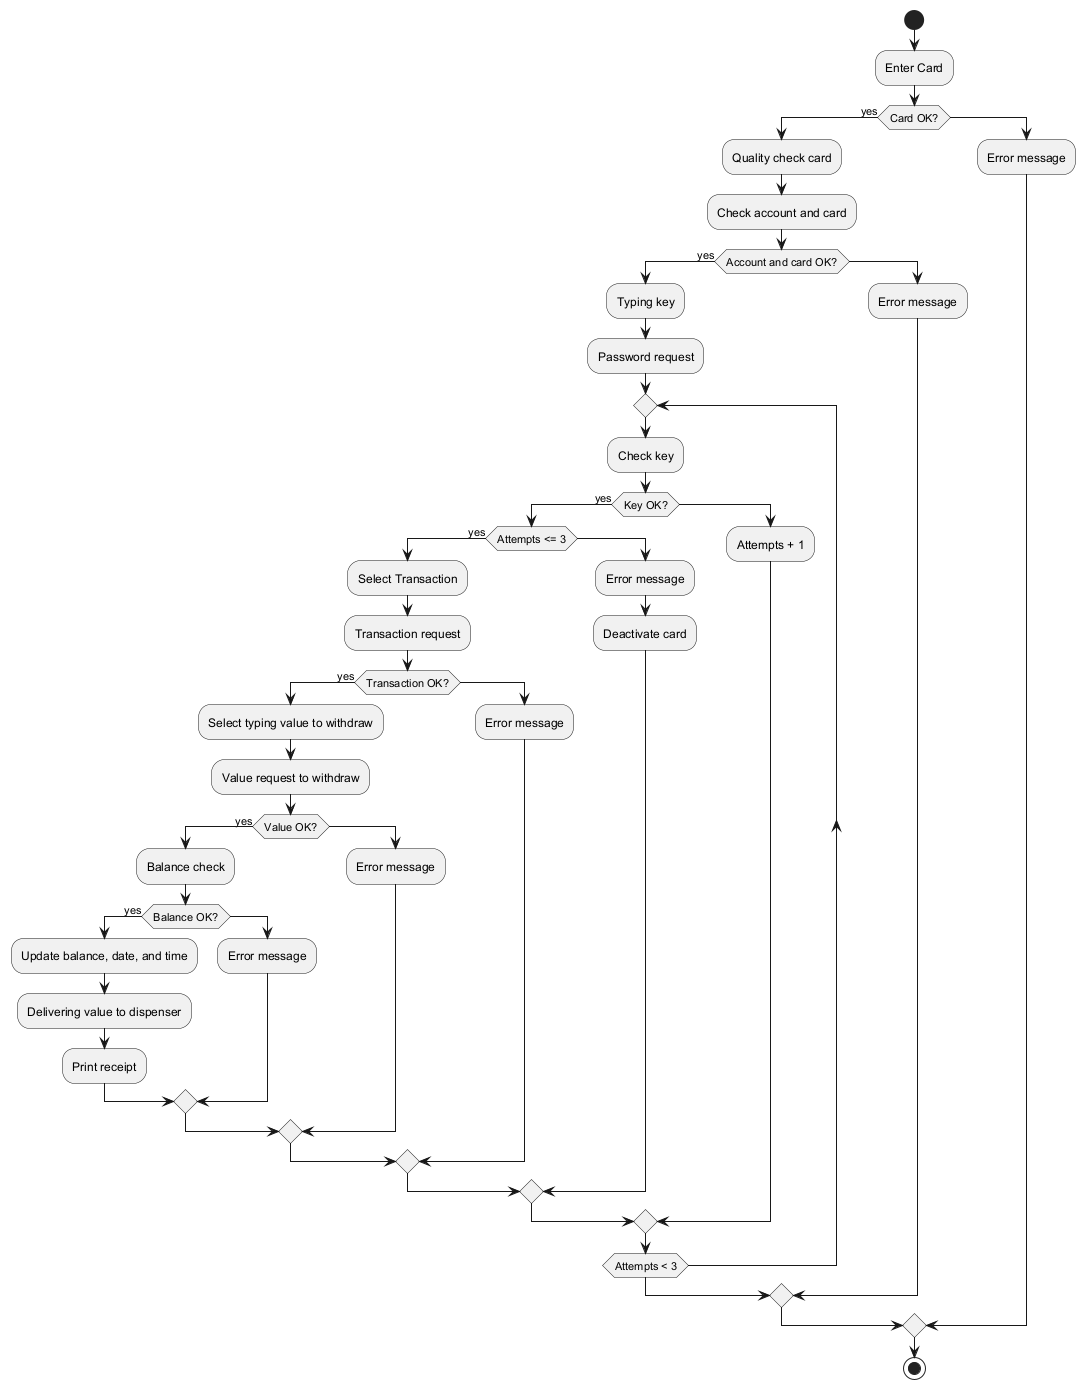 Enter Card
yes
Card OK?
Quality check card
Error message
Check account and card
yes
Account and card OK?
Typing key
Error message
Password request
Check key
yes
Key OK?
yes
Attempts <= 3
Attempts + 1
Select Transaction
Error message
Transaction request
Deactivate card
yes
Transaction OK?
Select typing value to withdraw
Error message
Value request to withdraw
yes
Value OK?
Balance check
Error message
yes
Balance OK?
Update balance, date, and time
Error message
Delivering value to dispenser
Print receipt
Attempts < 3